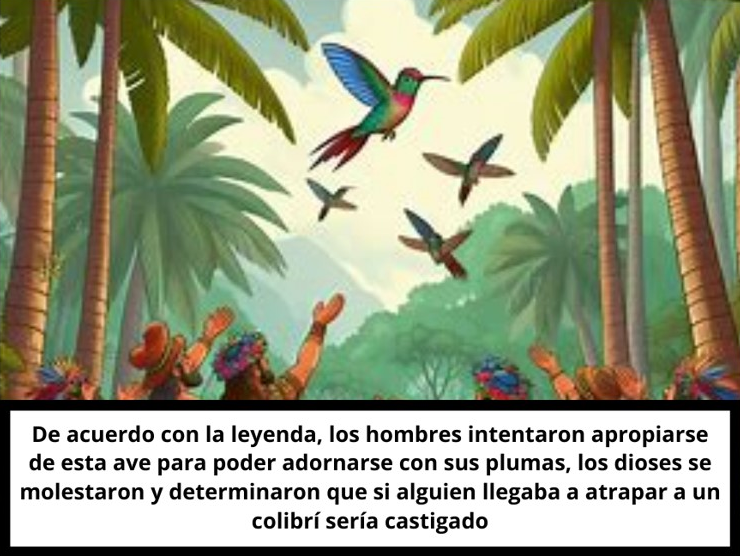 De acuerdo con la leyenda, los hombres intentaron apropiarse
de esta ave para poder adornarse con sus plumas, los dioses se
molestaron y determinaron que si alguien llegaba a atrapar a un
colibrí sería castigado